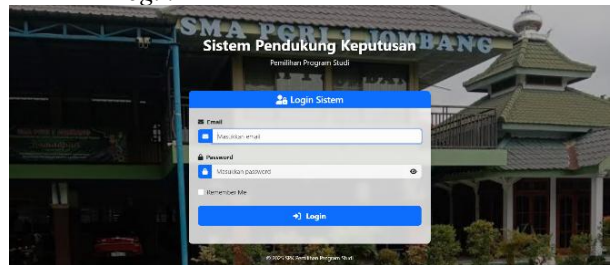 SMA PGRI 1 JOMBANG
Sistem Pendukung Keputusan
Pemilihan Program Studi
Login Sistem
Email
Masukkan email
Password
Masukkan password
Remember Me
Login
© 2025 SPK Pemilihan Program Studi